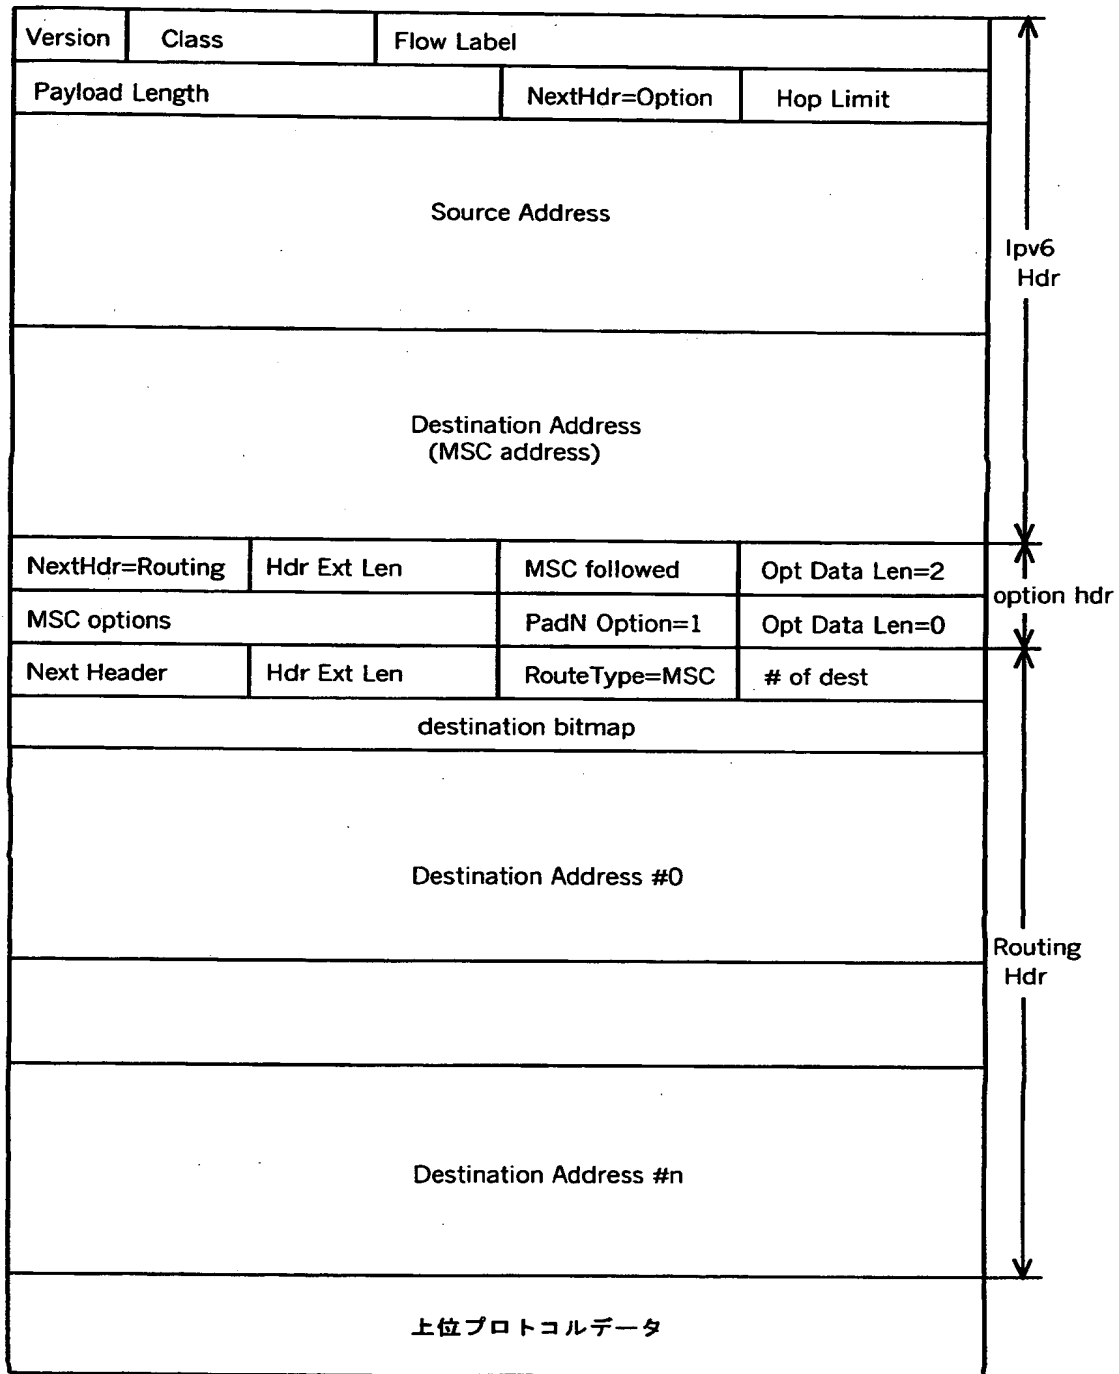 Version Class Flow Label
Payload Length NextHdr=Option Hop Limit
Source Address
Ipv6
Hdr
Destination Address
(MSC address)
NextHdr=Routing Hdr Ext Len MSC followed Opt Data Len=2
option hdr
MSC options PadN Option=1 Opt Data Len=0
Next Header Hdr Ext Len RouteType=MSC # of dest
destination bitmap
Destination Address #0
Routing
Hdr
Destination Address #n
上位プロトコルデータ